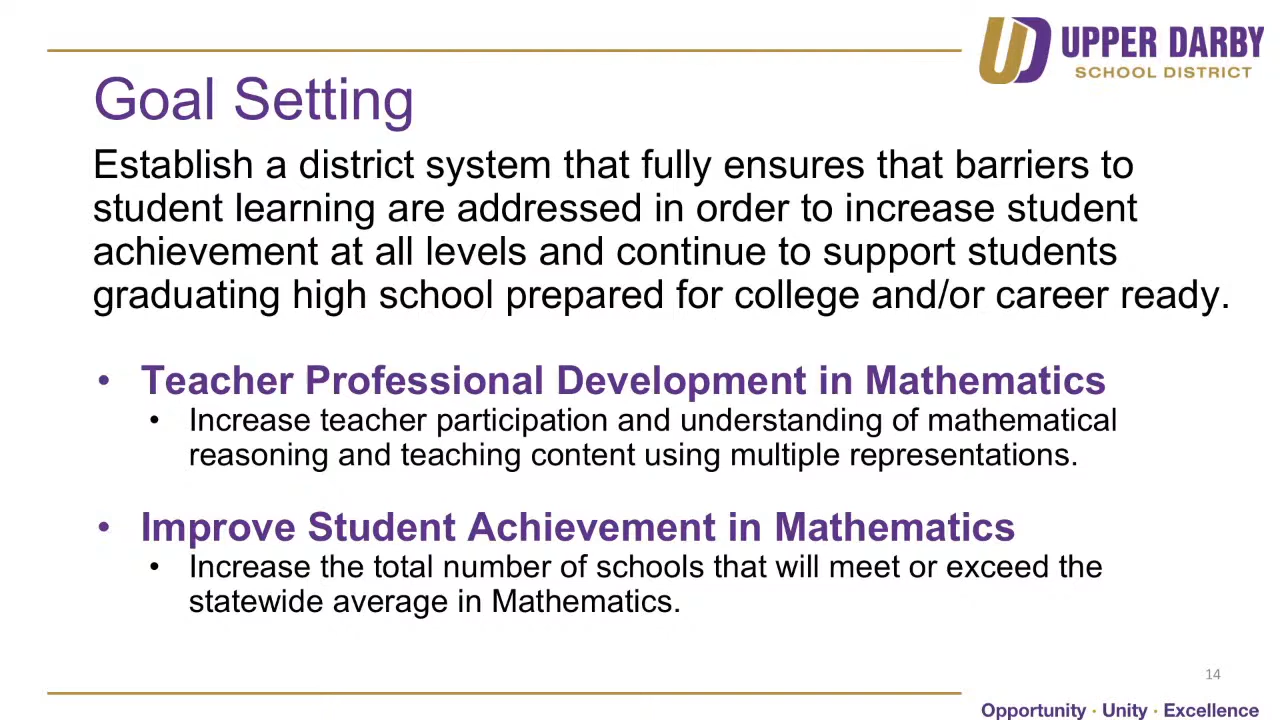 UPPER DARBY
SCHOOL DISTRICT
Goal Setting
Establish a district system that fully ensures that barriers to
student learning are addressed in order to increase student
achievement at all levels and continue to support students
graduating high school prepared for college and/or career ready.
• Teacher Professional Development in Mathematics
• Increase teacher participation and understanding of mathematical
reasoning and teaching content using multiple representations.
• Improve Student Achievement in Mathematics
• Increase the total number of schools that will meet or exceed the
statewide average in Mathematics.
14
Opportunity · Unity · Excellence